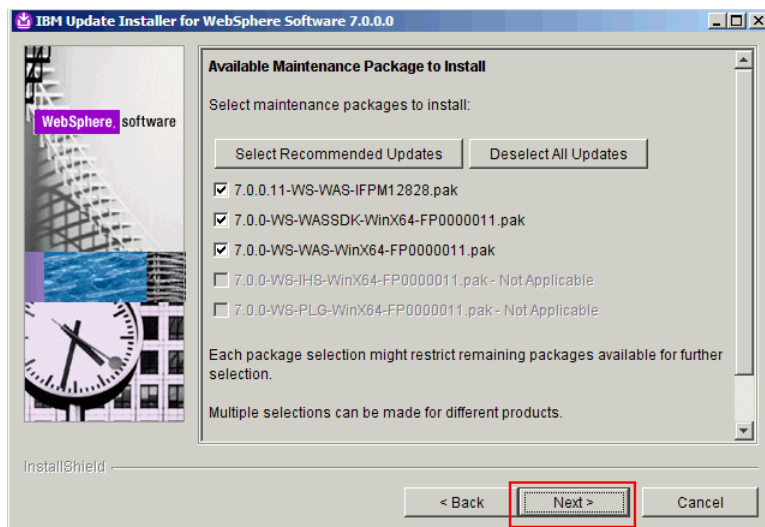 IBM Update Installer for WebSphere Software 7.0.0.0
WebSphere. software
Available Maintenance Package to Install
Select maintenance packages to install:
Select Recommended Updates Deselect All Updates
7.0.0.11-WS-WAS-IFPM12828.pak
7.0.0-WS-WASSDK-WinX64-FP0000011.pak
7.0.0-WS-WAS-WinX64-FP0000011.pak
7.0.0-WS-IHS-WinX64-FP0000011.pak - Not Applicable
7.0.0-WS-PLG-WinX64-FP0000011.pak - Not Applicable
Each package selection might restrict remaining packages available for further
selection.
Multiple selections can be made for different products.
InstallShield
< Back Next > Cancel